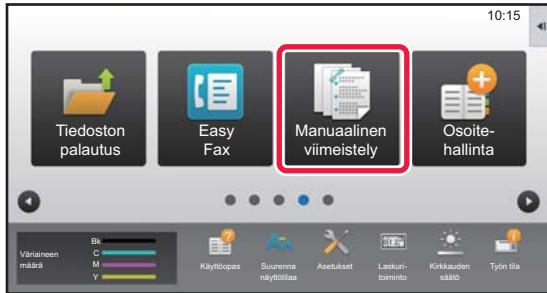 10:15
Tiedoston
palautus
Easy
Fax
Manuaalinen
viimeistely
Osoite-
hallinta
Väriaineen
määrä
Bk
C
M
Y
Käyttöopas
Suurenna
näyttötilaa
Asetukset
Laskuri-
toiminto
Kirkkauden
säätö
Työn tila